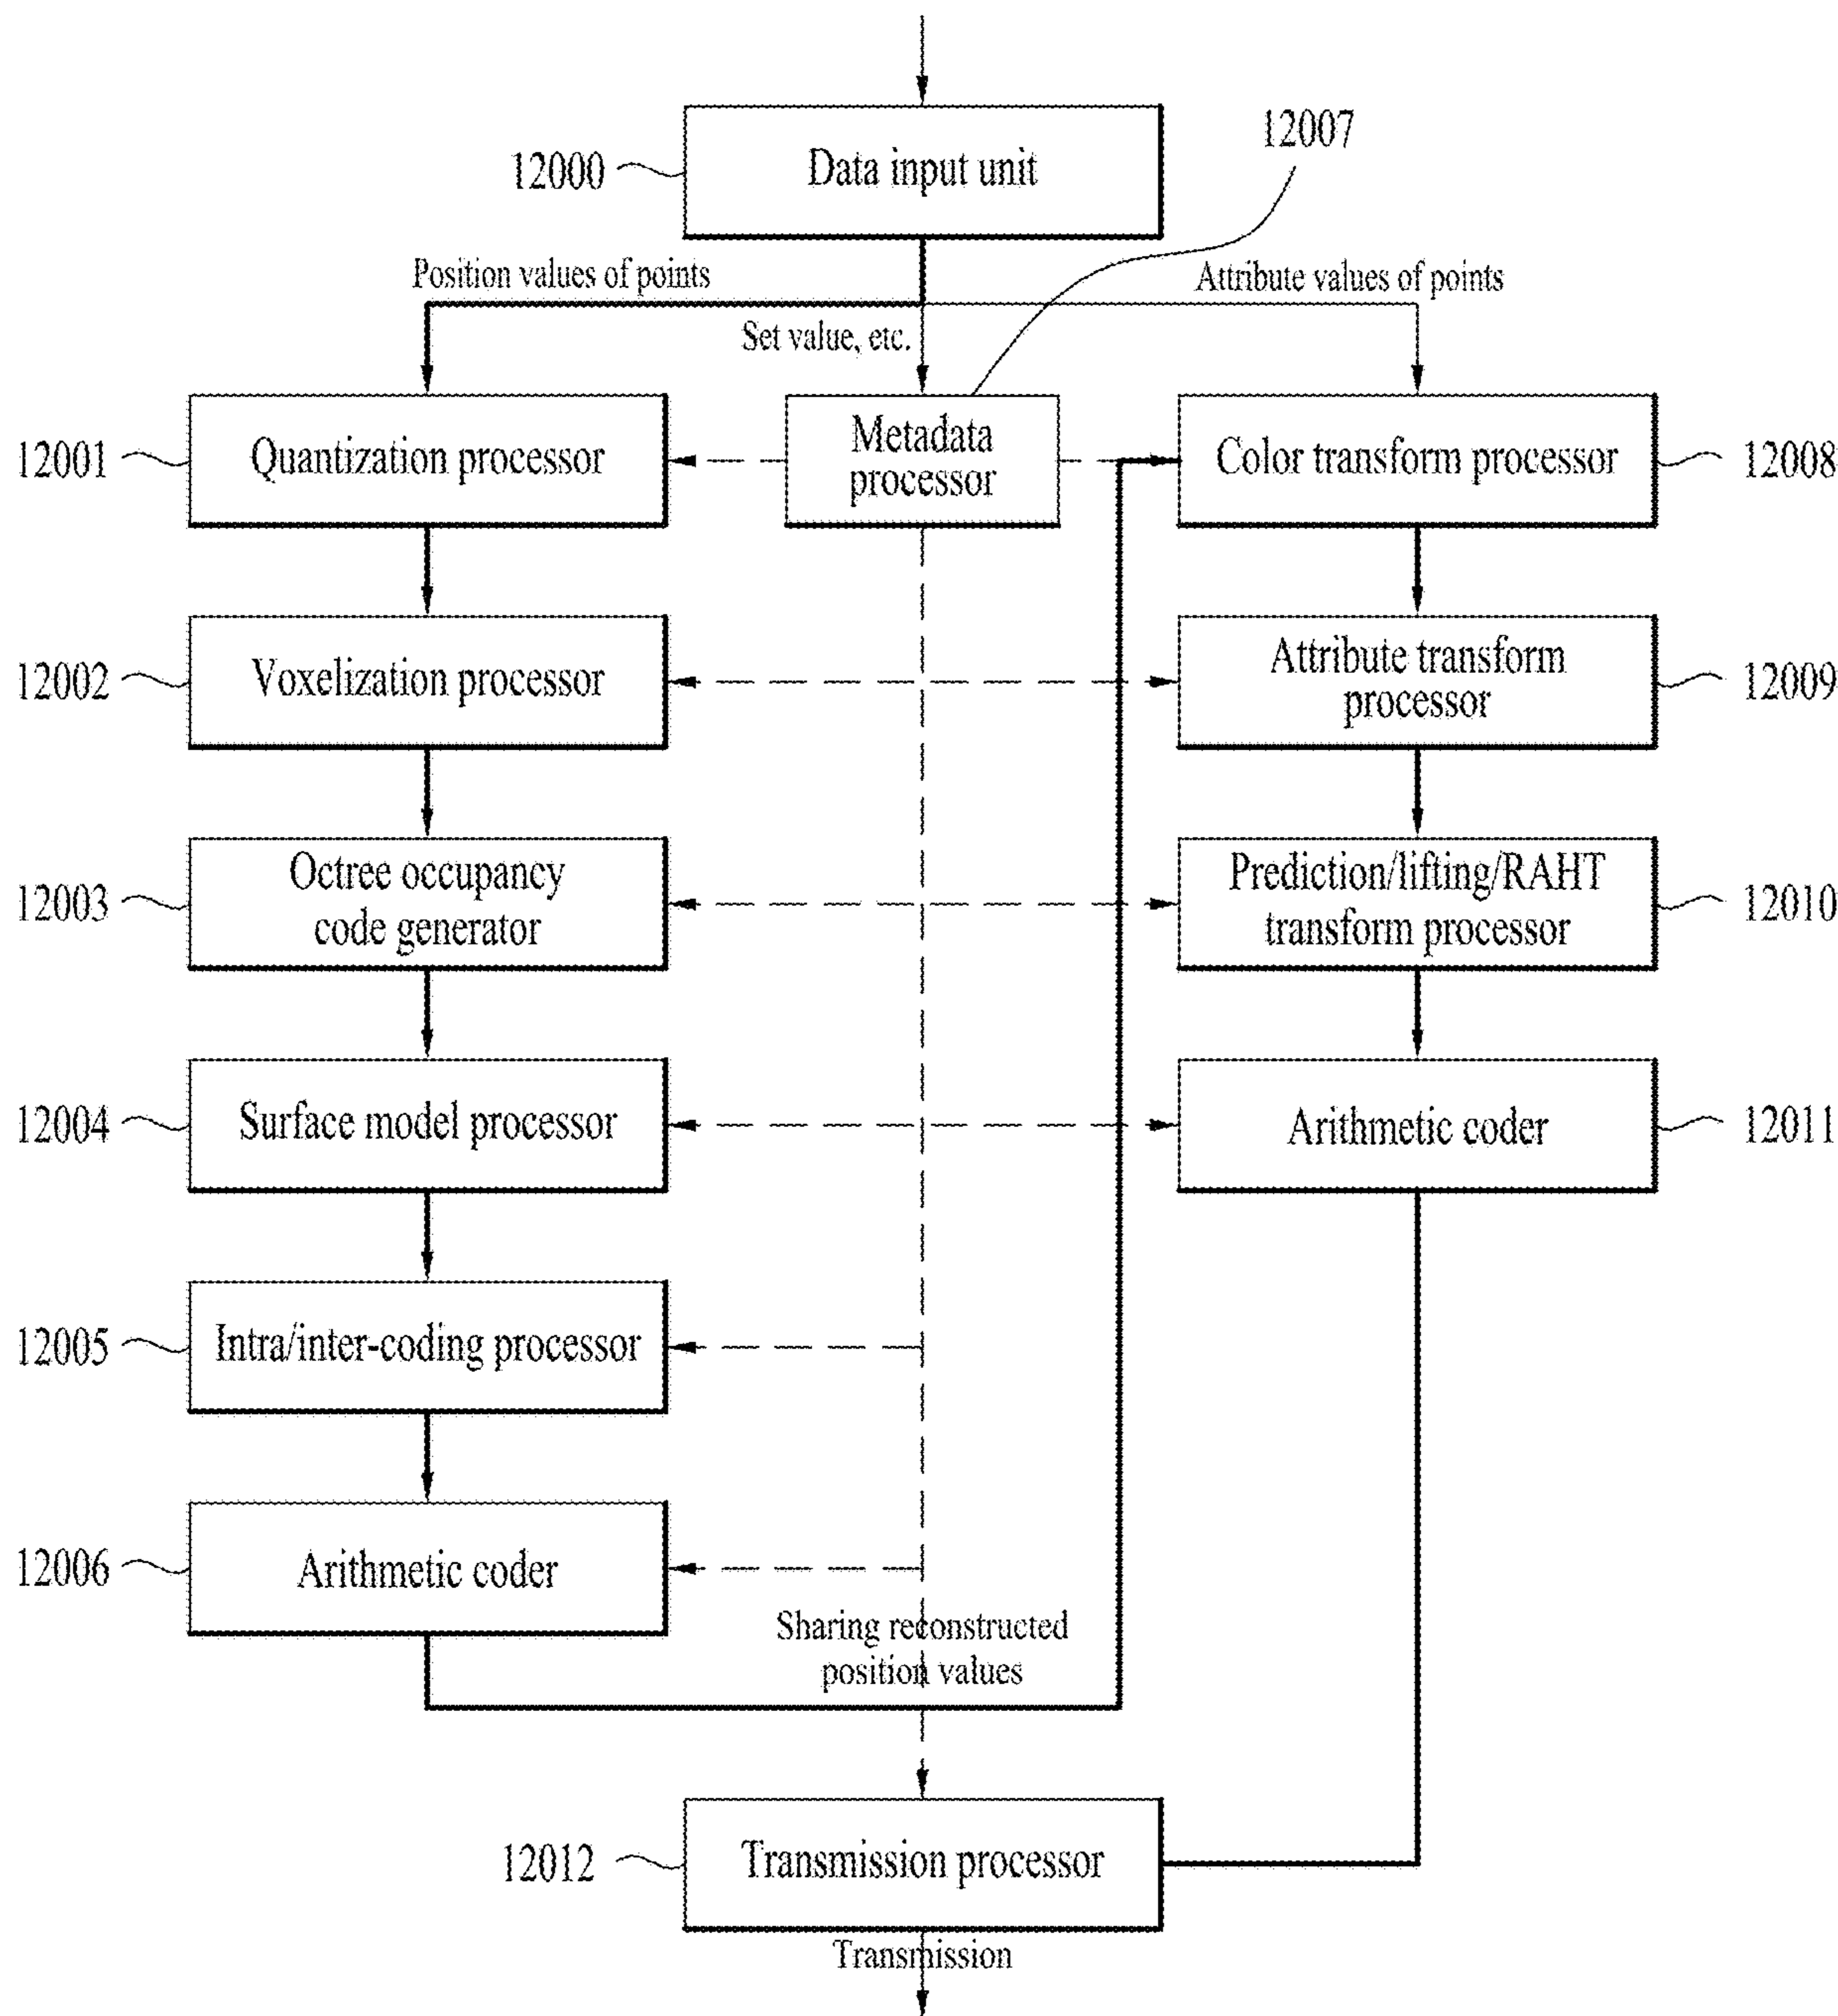 12007
12000
Data input unit
Position values of points
Attribute values of points
Set value, etc.
12001
Quantization processor
Metadata
processor
Color transform processor
12008
12002
Voxelization processor
Attribute transform
processor
12009
12003
Octree occupancy
code generator
Prediction/lifting/RAHT
transform processor
12010
12004
Surface model processor
Arithmetic coder
12011
12005
Intra/inter-coding processor
12006
Arithmetic coder
Sharing reconstructed
position values
12012
Transmission processor
Transmission